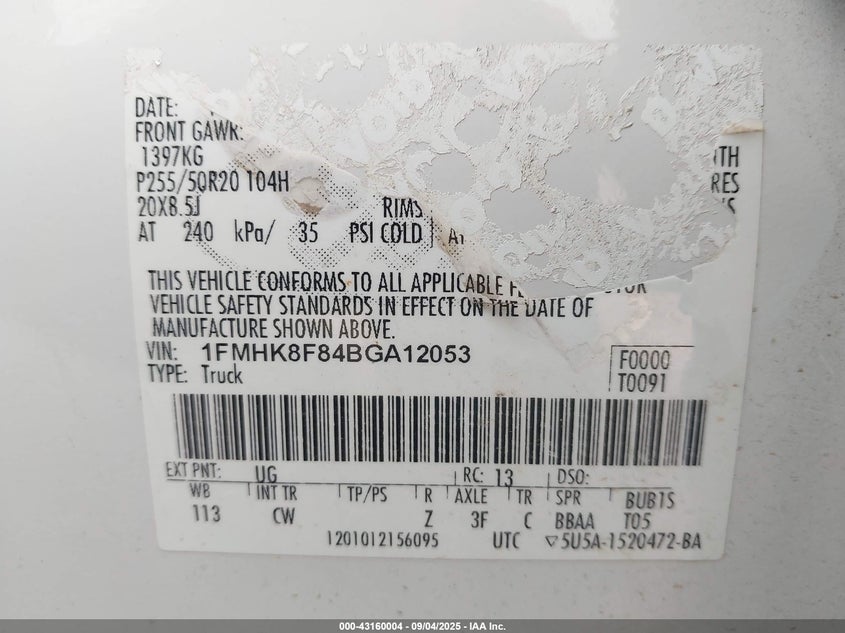 DATE:
FRONT GAWR:
1397KG
P255/50R20 104H
20X8.5J RIMS
AT 240 kPa/ 35 PSI COLD
THIS VEHICLE CONFORMS TO ALL APPLICABLE
VEHICLE SAFETY STANDARDS IN EFFECT ON THE DATE OF
MANUFACTURE SHOWN ABOVE.
VIN: 1FMHK8F84BGA12053
F0000
TYPE: Truck
T0091
EXT PNT: UG RC: 13 DSO:
WB INT TR TP/PS R AXLE TR SPR BUB1S
113 CW Z 3F C BBAA T05
1201012156095 UTC ▽5U5A-1520472-BA
000-43160004 - 09/04/2025 - IAA Inc.